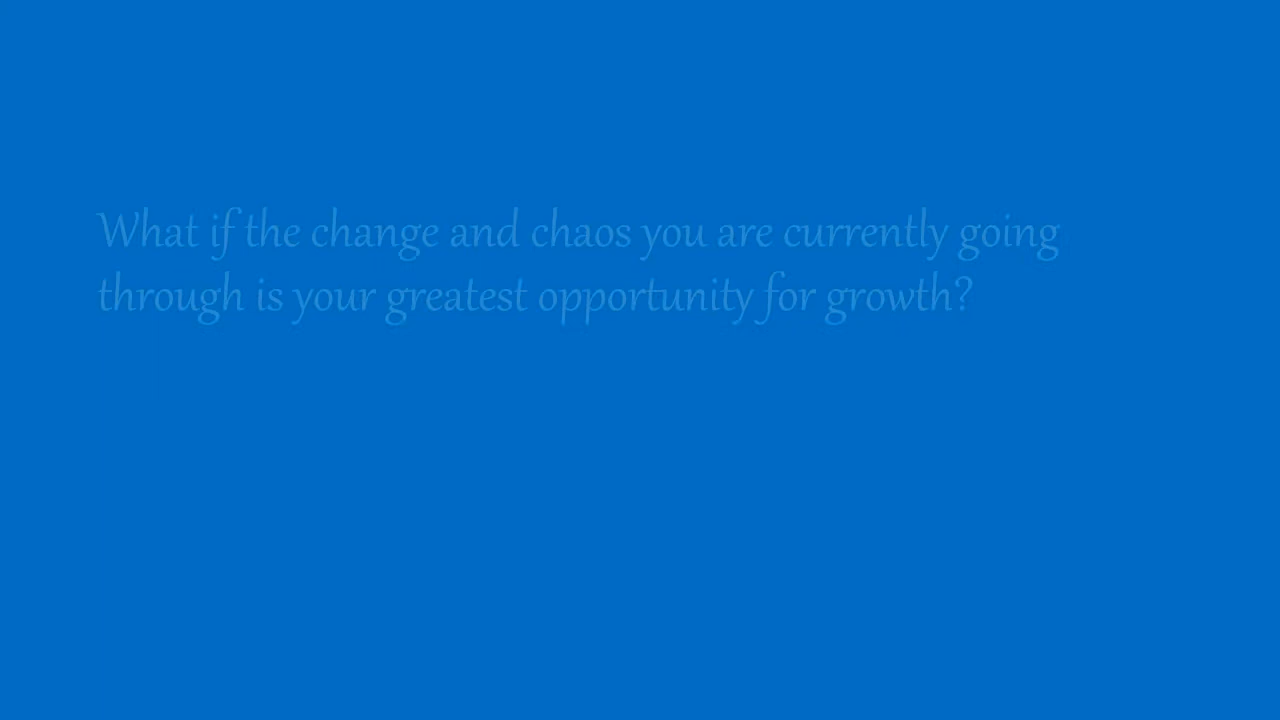 What if the change and chaos you are currently going
through is your greatest opportunity for growth?